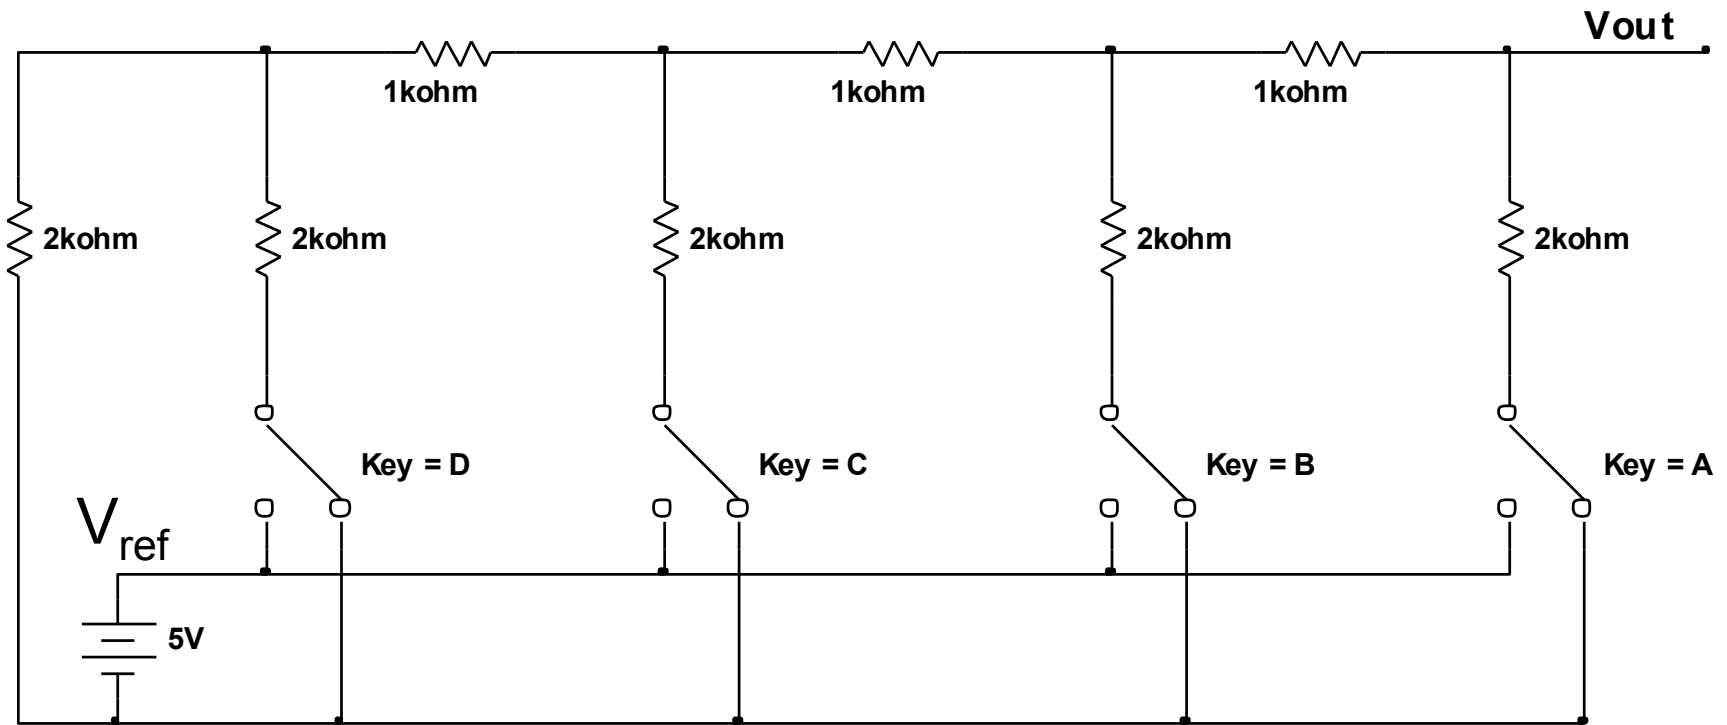 Vout
1kohm
1kohm
1kohm
2kohm
2kohm
2kohm
2kohm
2kohm
Key = D
Key = C
Key = B
Key = A
Vref
5V